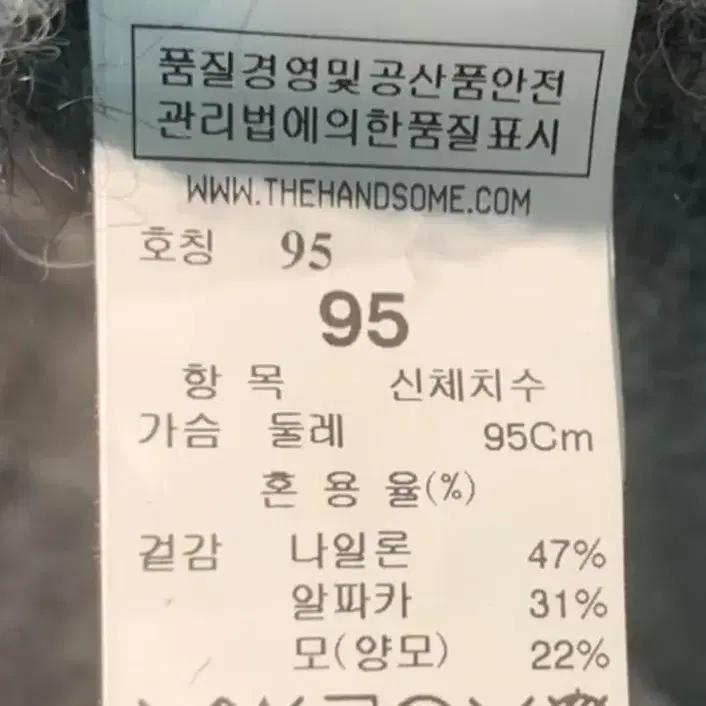 품질경영및공산품안전
관리법에의한품질표시
WWW.THEHANDSOME.COM
호칭 95
95
항 목 신체치수
가슴 둘레 95Cm
혼 용 율(%)
겉감 나일론 47%
알파카 31%
모(양모) 22%